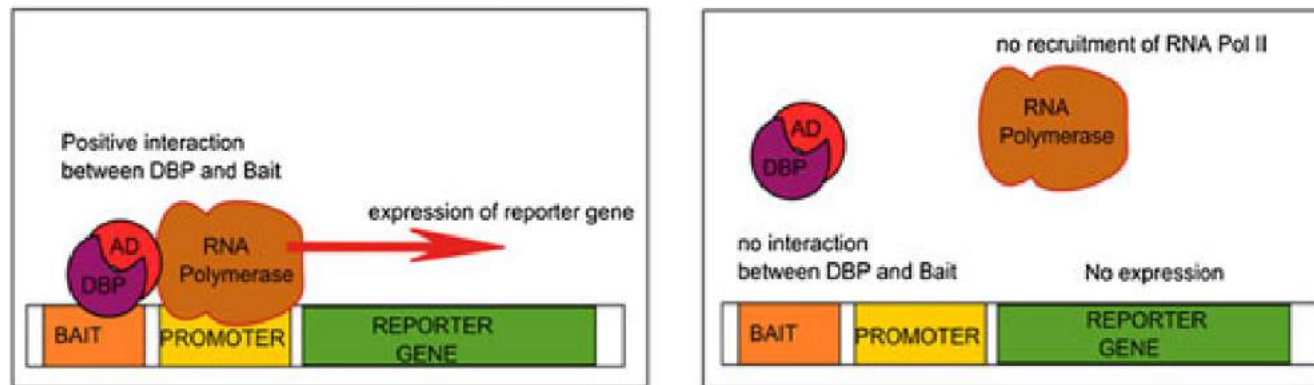 Positive interaction
between DBP and Bait
expression of reporter gene
AD
DBP
RNA
Polymerase
BAIT
PROMOTER
REPORTER
GENE
no recruitment of RNA Pol II
RNA
Polymerase
AD
DBP
no interaction
between DBP and Bait
No expression
BAIT
PROMOTER
REPORTER
GENE